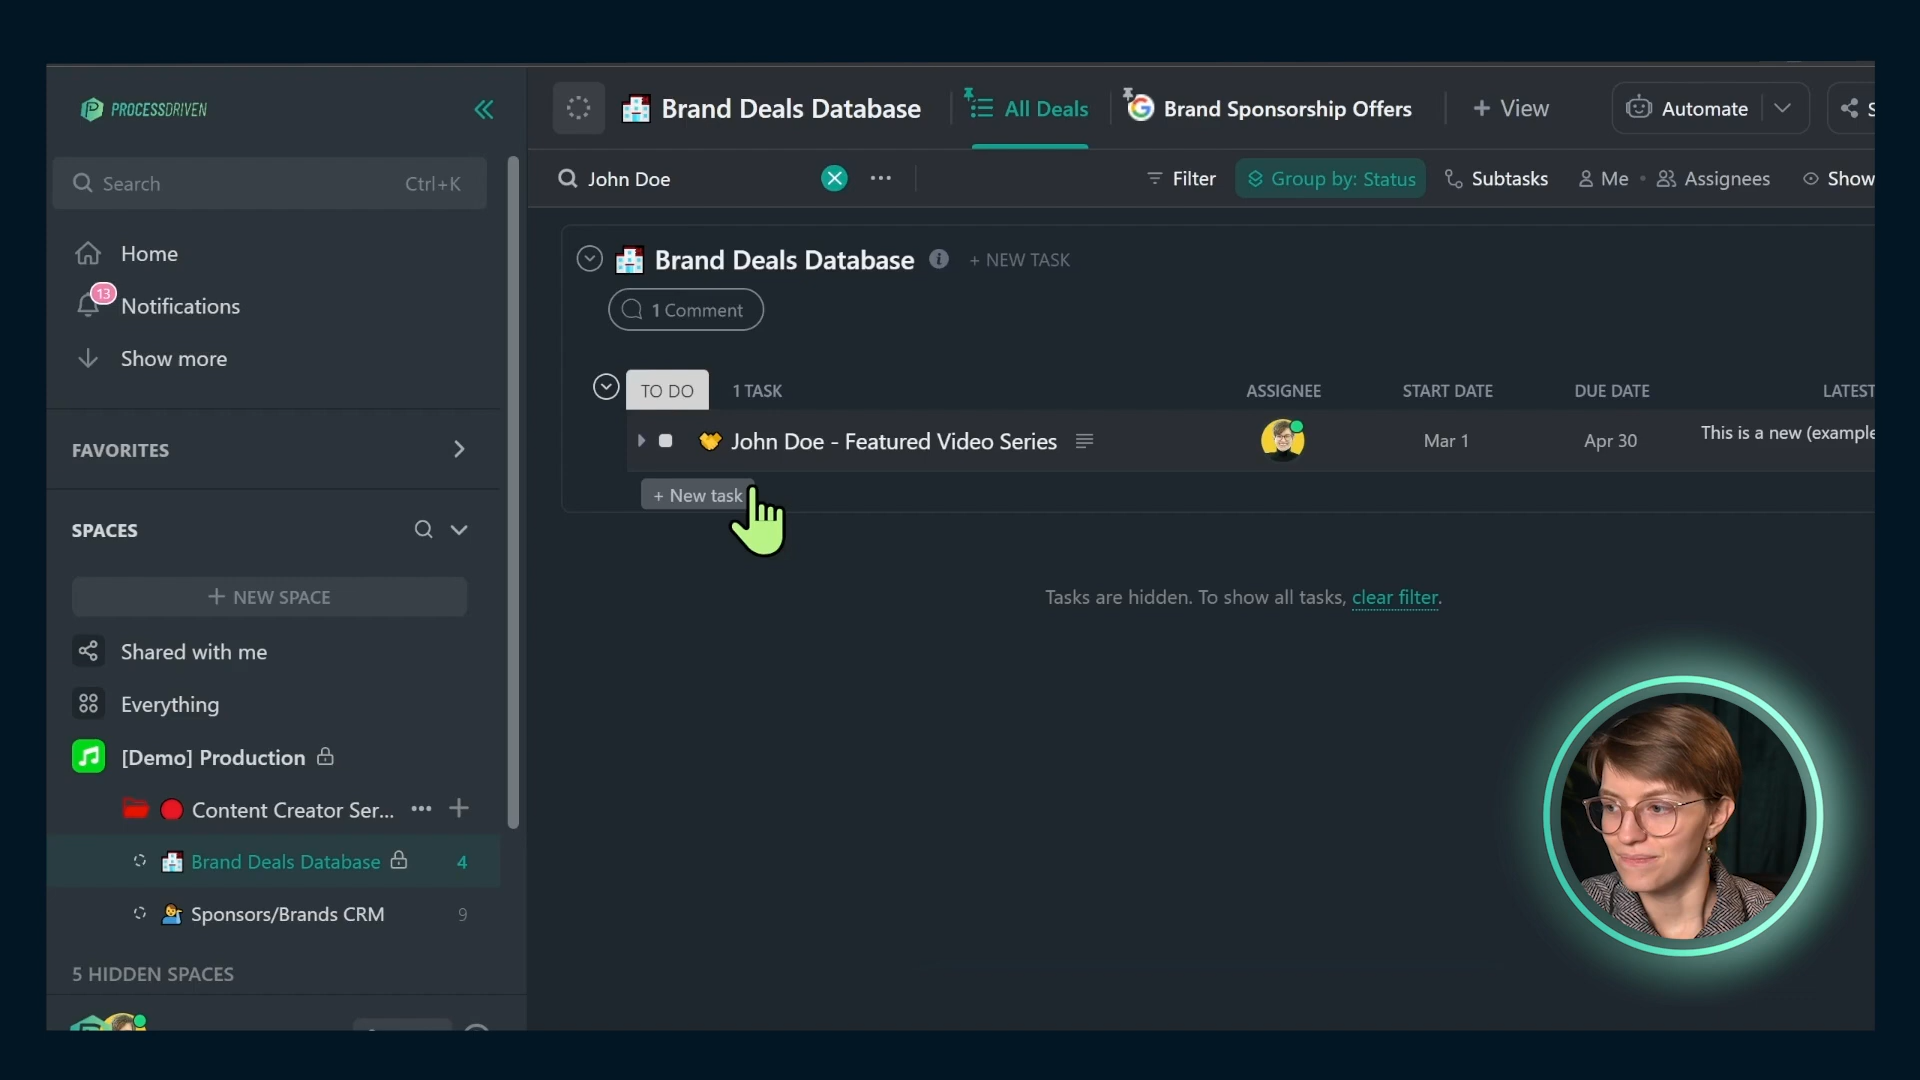 PROCESSDRIVEN
Search
Ctrl+K
Home
13
Notifications
Show more
FAVORITES
SPACES
+ NEW SPACE
Shared with me
Everything
[Demo] Production
Content Creator Ser...
Brand Deals Database
4
Sponsors/Brands CRM
9
5 HIDDEN SPACES
Brand Deals Database
All Deals
Brand Sponsorship Offers
+ View
Automate
S
John Doe
Filter
Group by: Status
Subtasks
Me
Assignees
Show
Brand Deals Database
+ NEW TASK
1 Comment
TO DO
1 TASK
ASSIGNEE
START DATE
DUE DATE
LATEST
John Doe - Featured Video Series
Mar 1
Apr 30
This is a new (example
+ New task
Tasks are hidden. To show all tasks, clear filter.